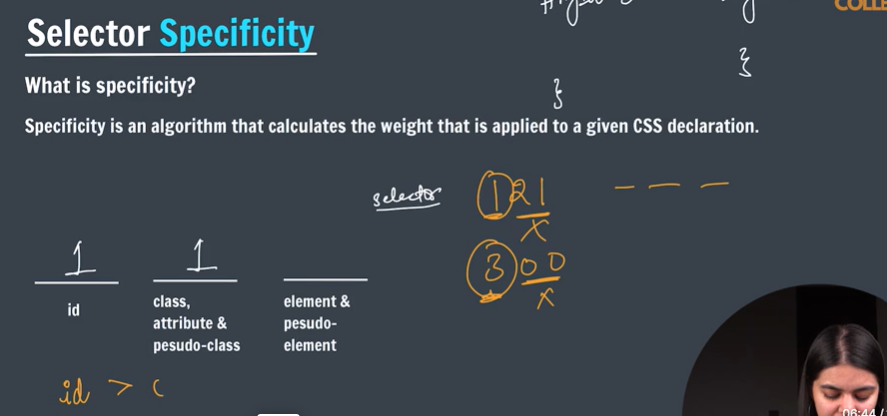 COLLE
}
}
Selector Specificity
What is specificity?
Specificity is an algorithm that calculates the weight that is applied to a given CSS declaration.
selector 121
x
300
x
1 1
id
class,
attribute &
pesudo-class
element &
pesudo-
element
id > c
06:44 /